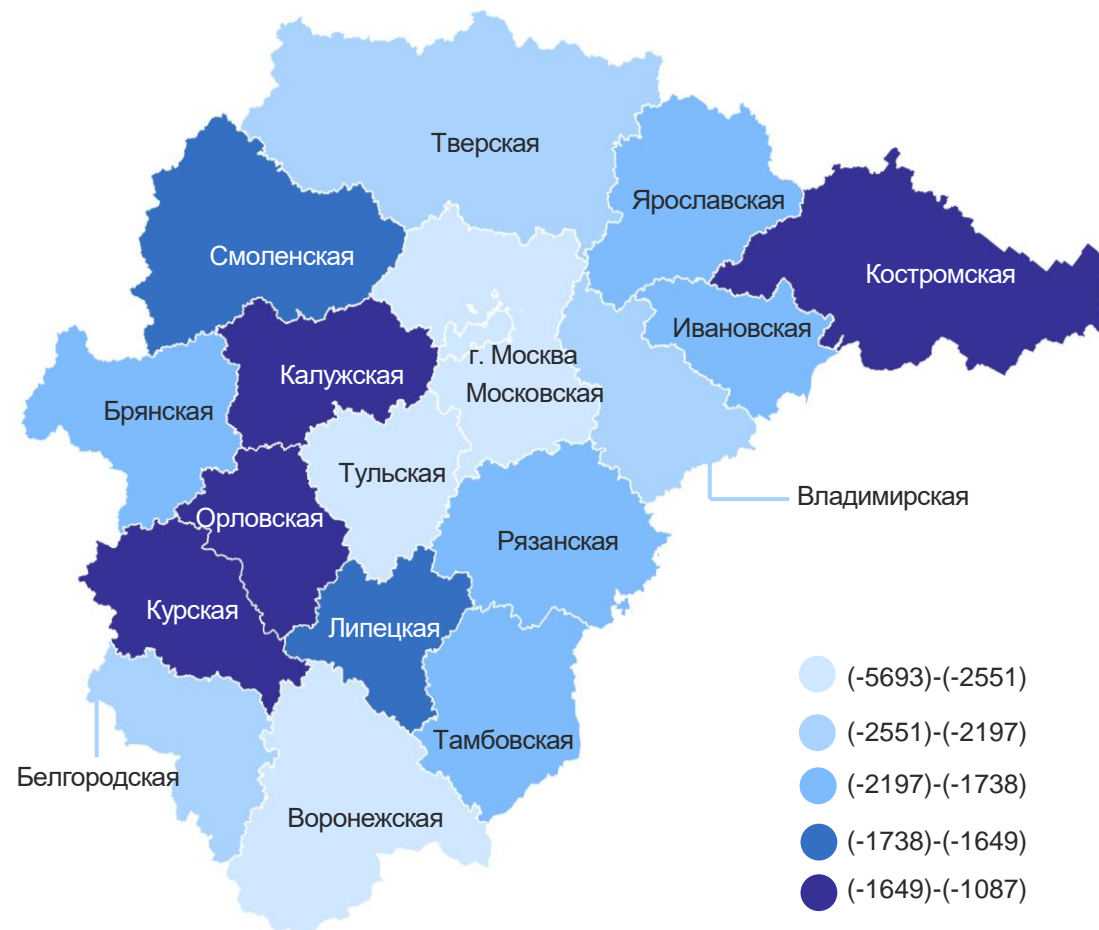 Тверская
Ярославская
Смоленская
Костромская
Ивановская
г. Москва
Калужская
Московская
Брянская
Тульская
Владимирская
Орловская
Рязанская
Курская
Липецкая
(-5693)-(-2551)
(-2551)-(-2197)
Тамбовская
Белгородская
(-2197)-(-1738)
Воронежская
(-1738)-(-1649)
(-1649)-(-1087)